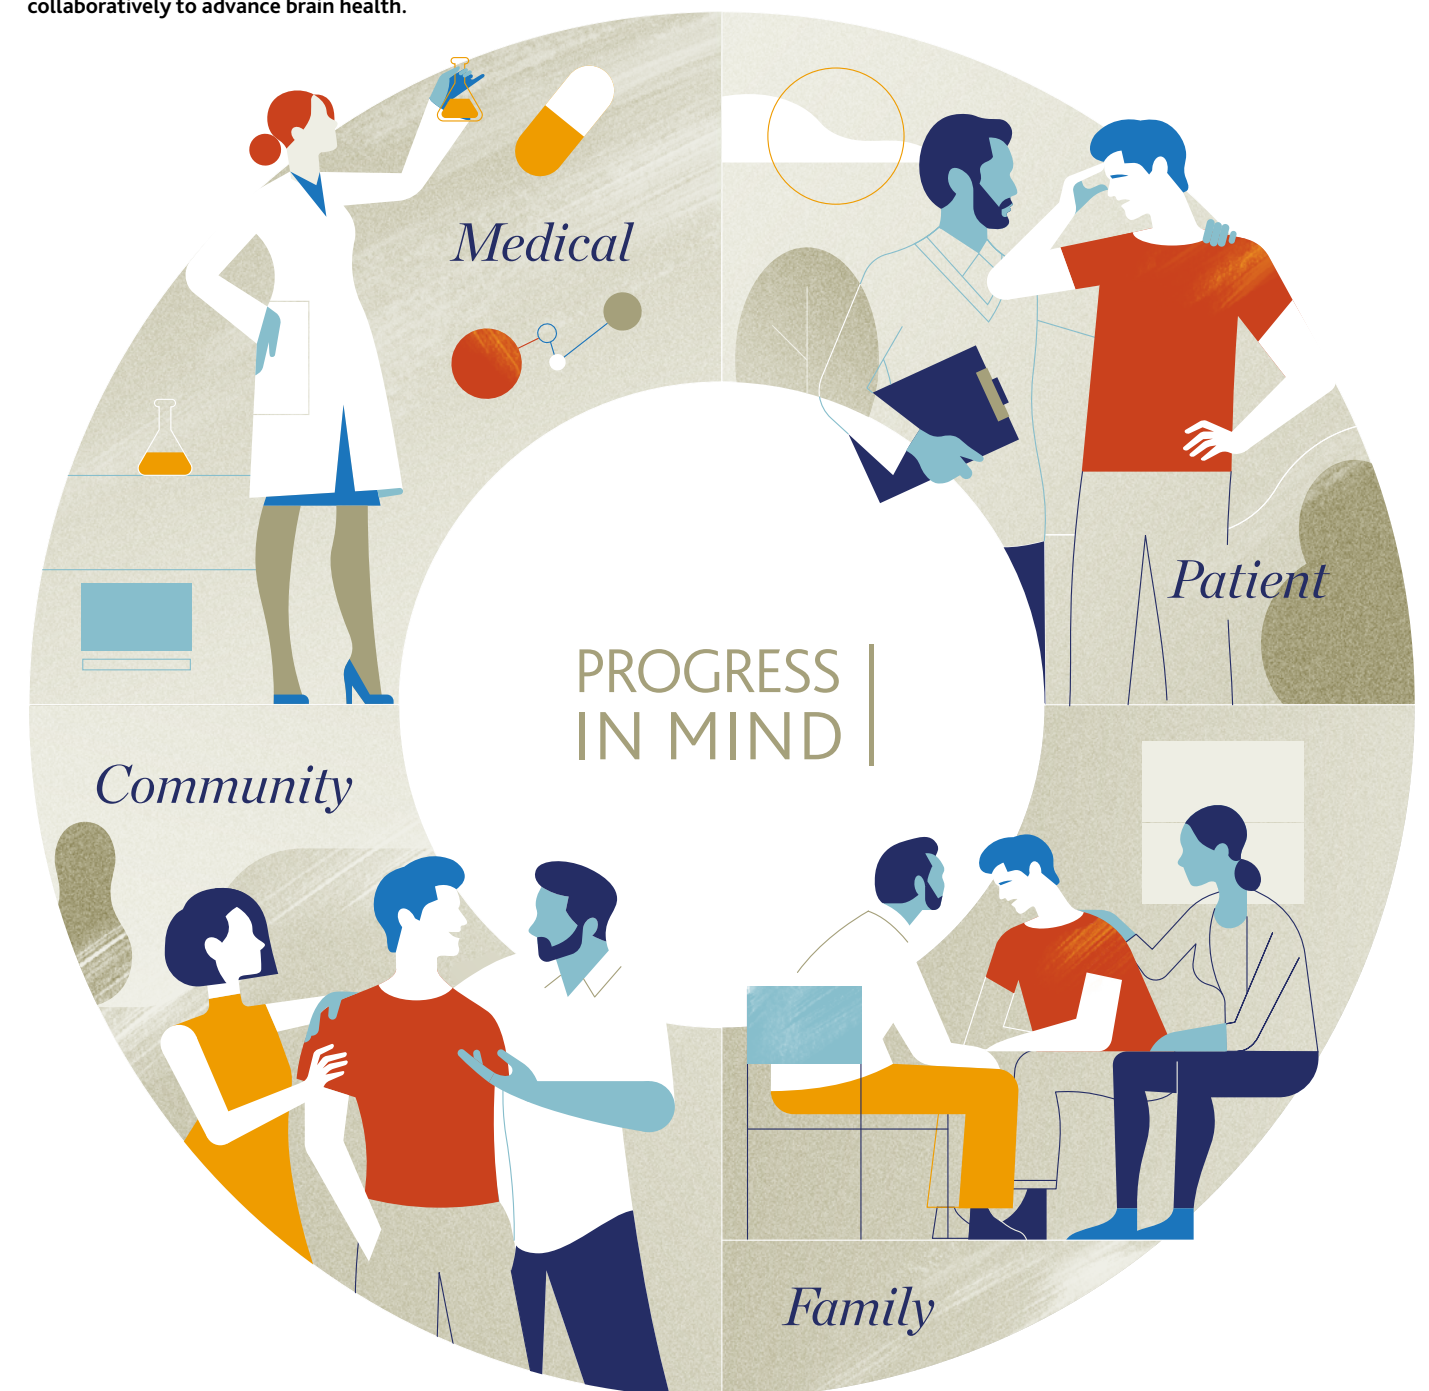 collaboratively to advance brain health.
Medical
Patient
PROGRESS
IN MIND
Community
Family